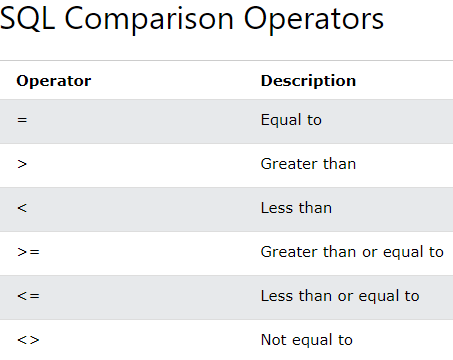 SQL Comparison Operators
Operator Description
= Equal to
> Greater than
< Less than
>= Greater than or equal to
<= Less than or equal to
<> Not equal to